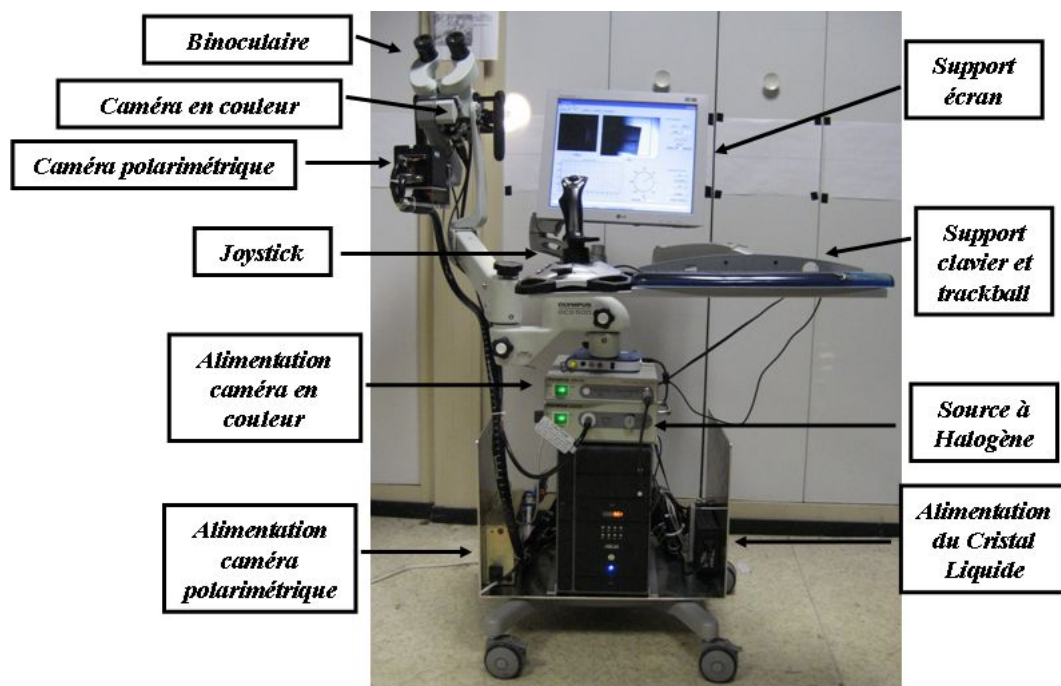 Binoculaire
Caméra en couleur
Caméra polarimétrique
Joystick
Alimentation
caméra en
couleur
Alimentation
caméra
polarimétrique
Support
écran
Support
clavier et
trackball
Source à
Halogène
Alimentation
du Cristal
Liquide
OLYMPUS
LG